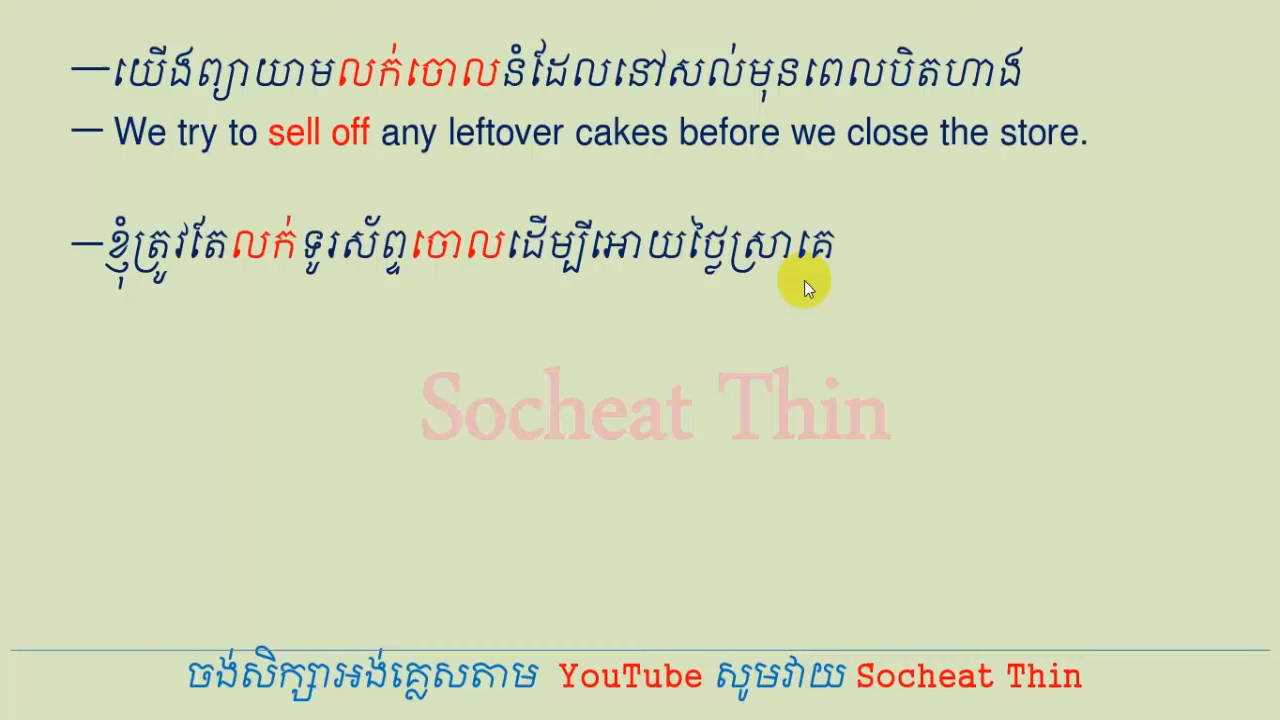 —យើងព្យាយាមលក់ចោលនំដែលនៅសល់មុនពេលបិតហាង
— We try to sell off any leftover cakes before we close the store.
—ខ្ញុំត្រូវតែលក់ទូរស័ព្ទចោលដើម្បីអោយថ្លៃស្រាគេ
Socheat Thin
ចង់សិក្សាអង់គ្លេសតាម YouTube សូមវាយ Socheat Thin